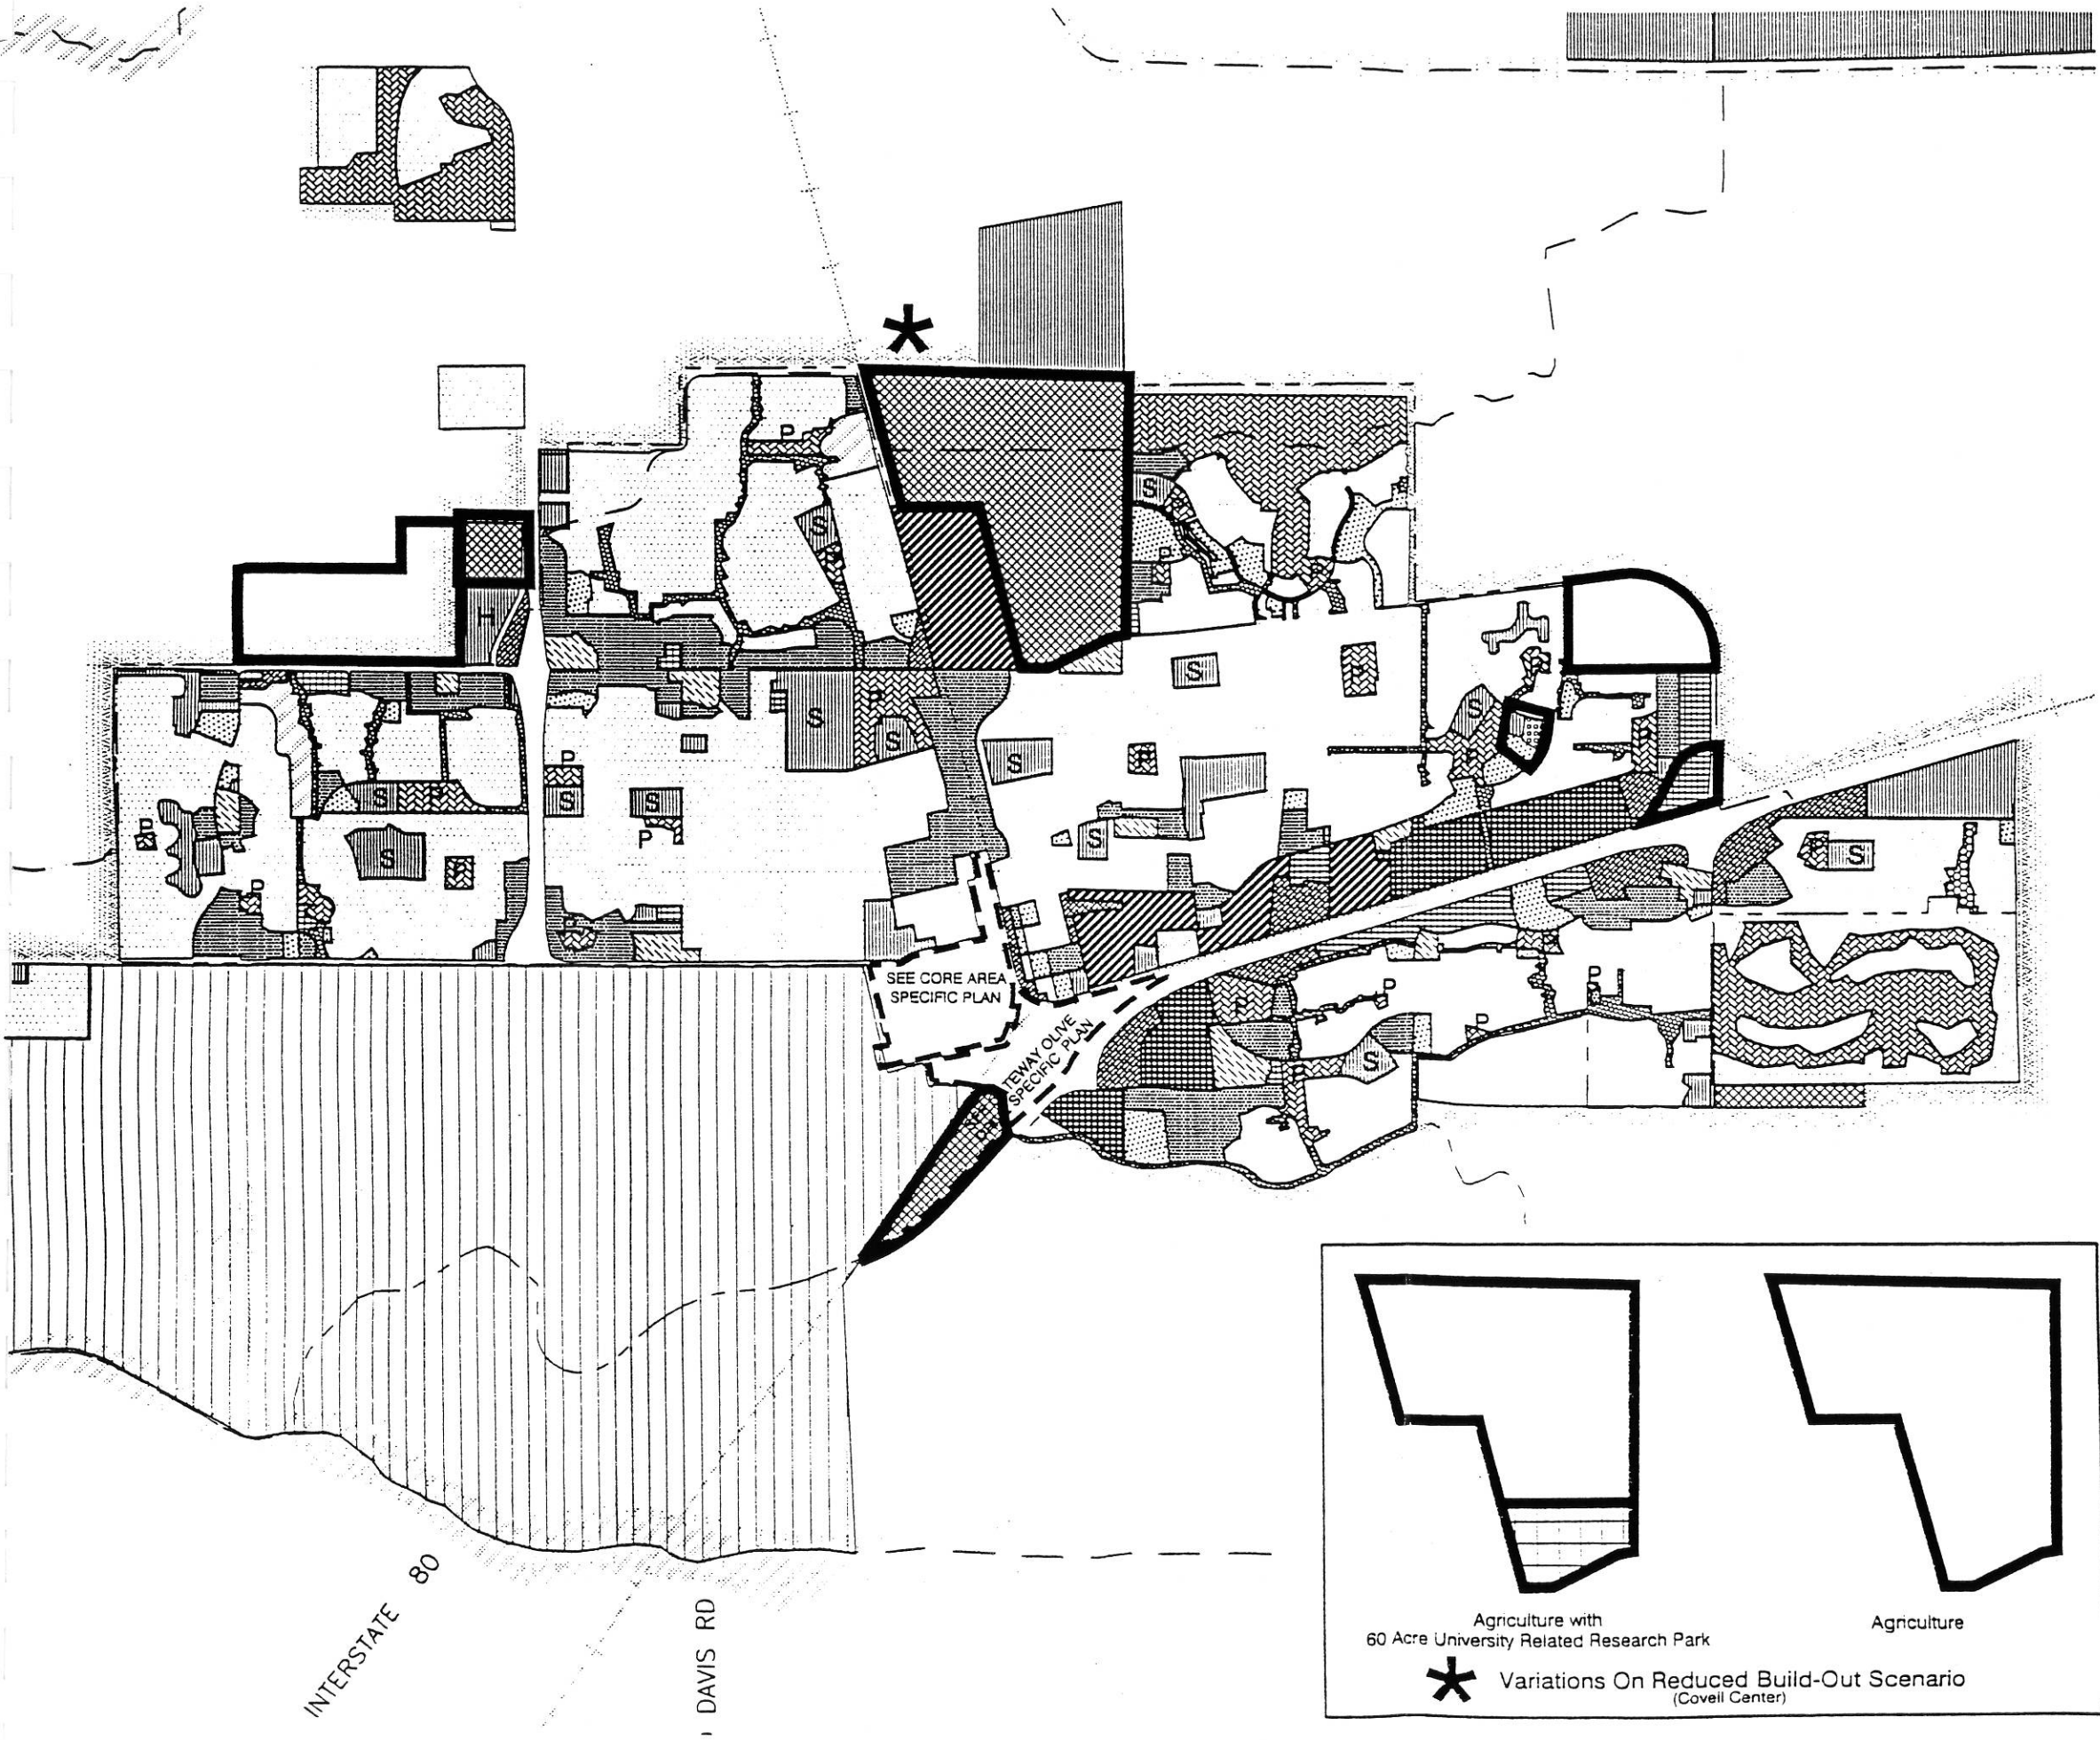 P
S
S
P
P
H
S
P
S
P
S
P
S
P
S
S
P
P
S
P
S
P
S
P
S
S
P
P
S
P
S
P
SEE CORE AREA
SPECIFIC PLAN
TEWAY OLIVE
SPECIFIC PLAN
P
P
P
P
S
P
INTERSTATE 80
DAVIS RD
Agriculture with
60 Acre University Related Research Park
Agriculture
Variations On Reduced Build-Out Scenario
(Covell Center)